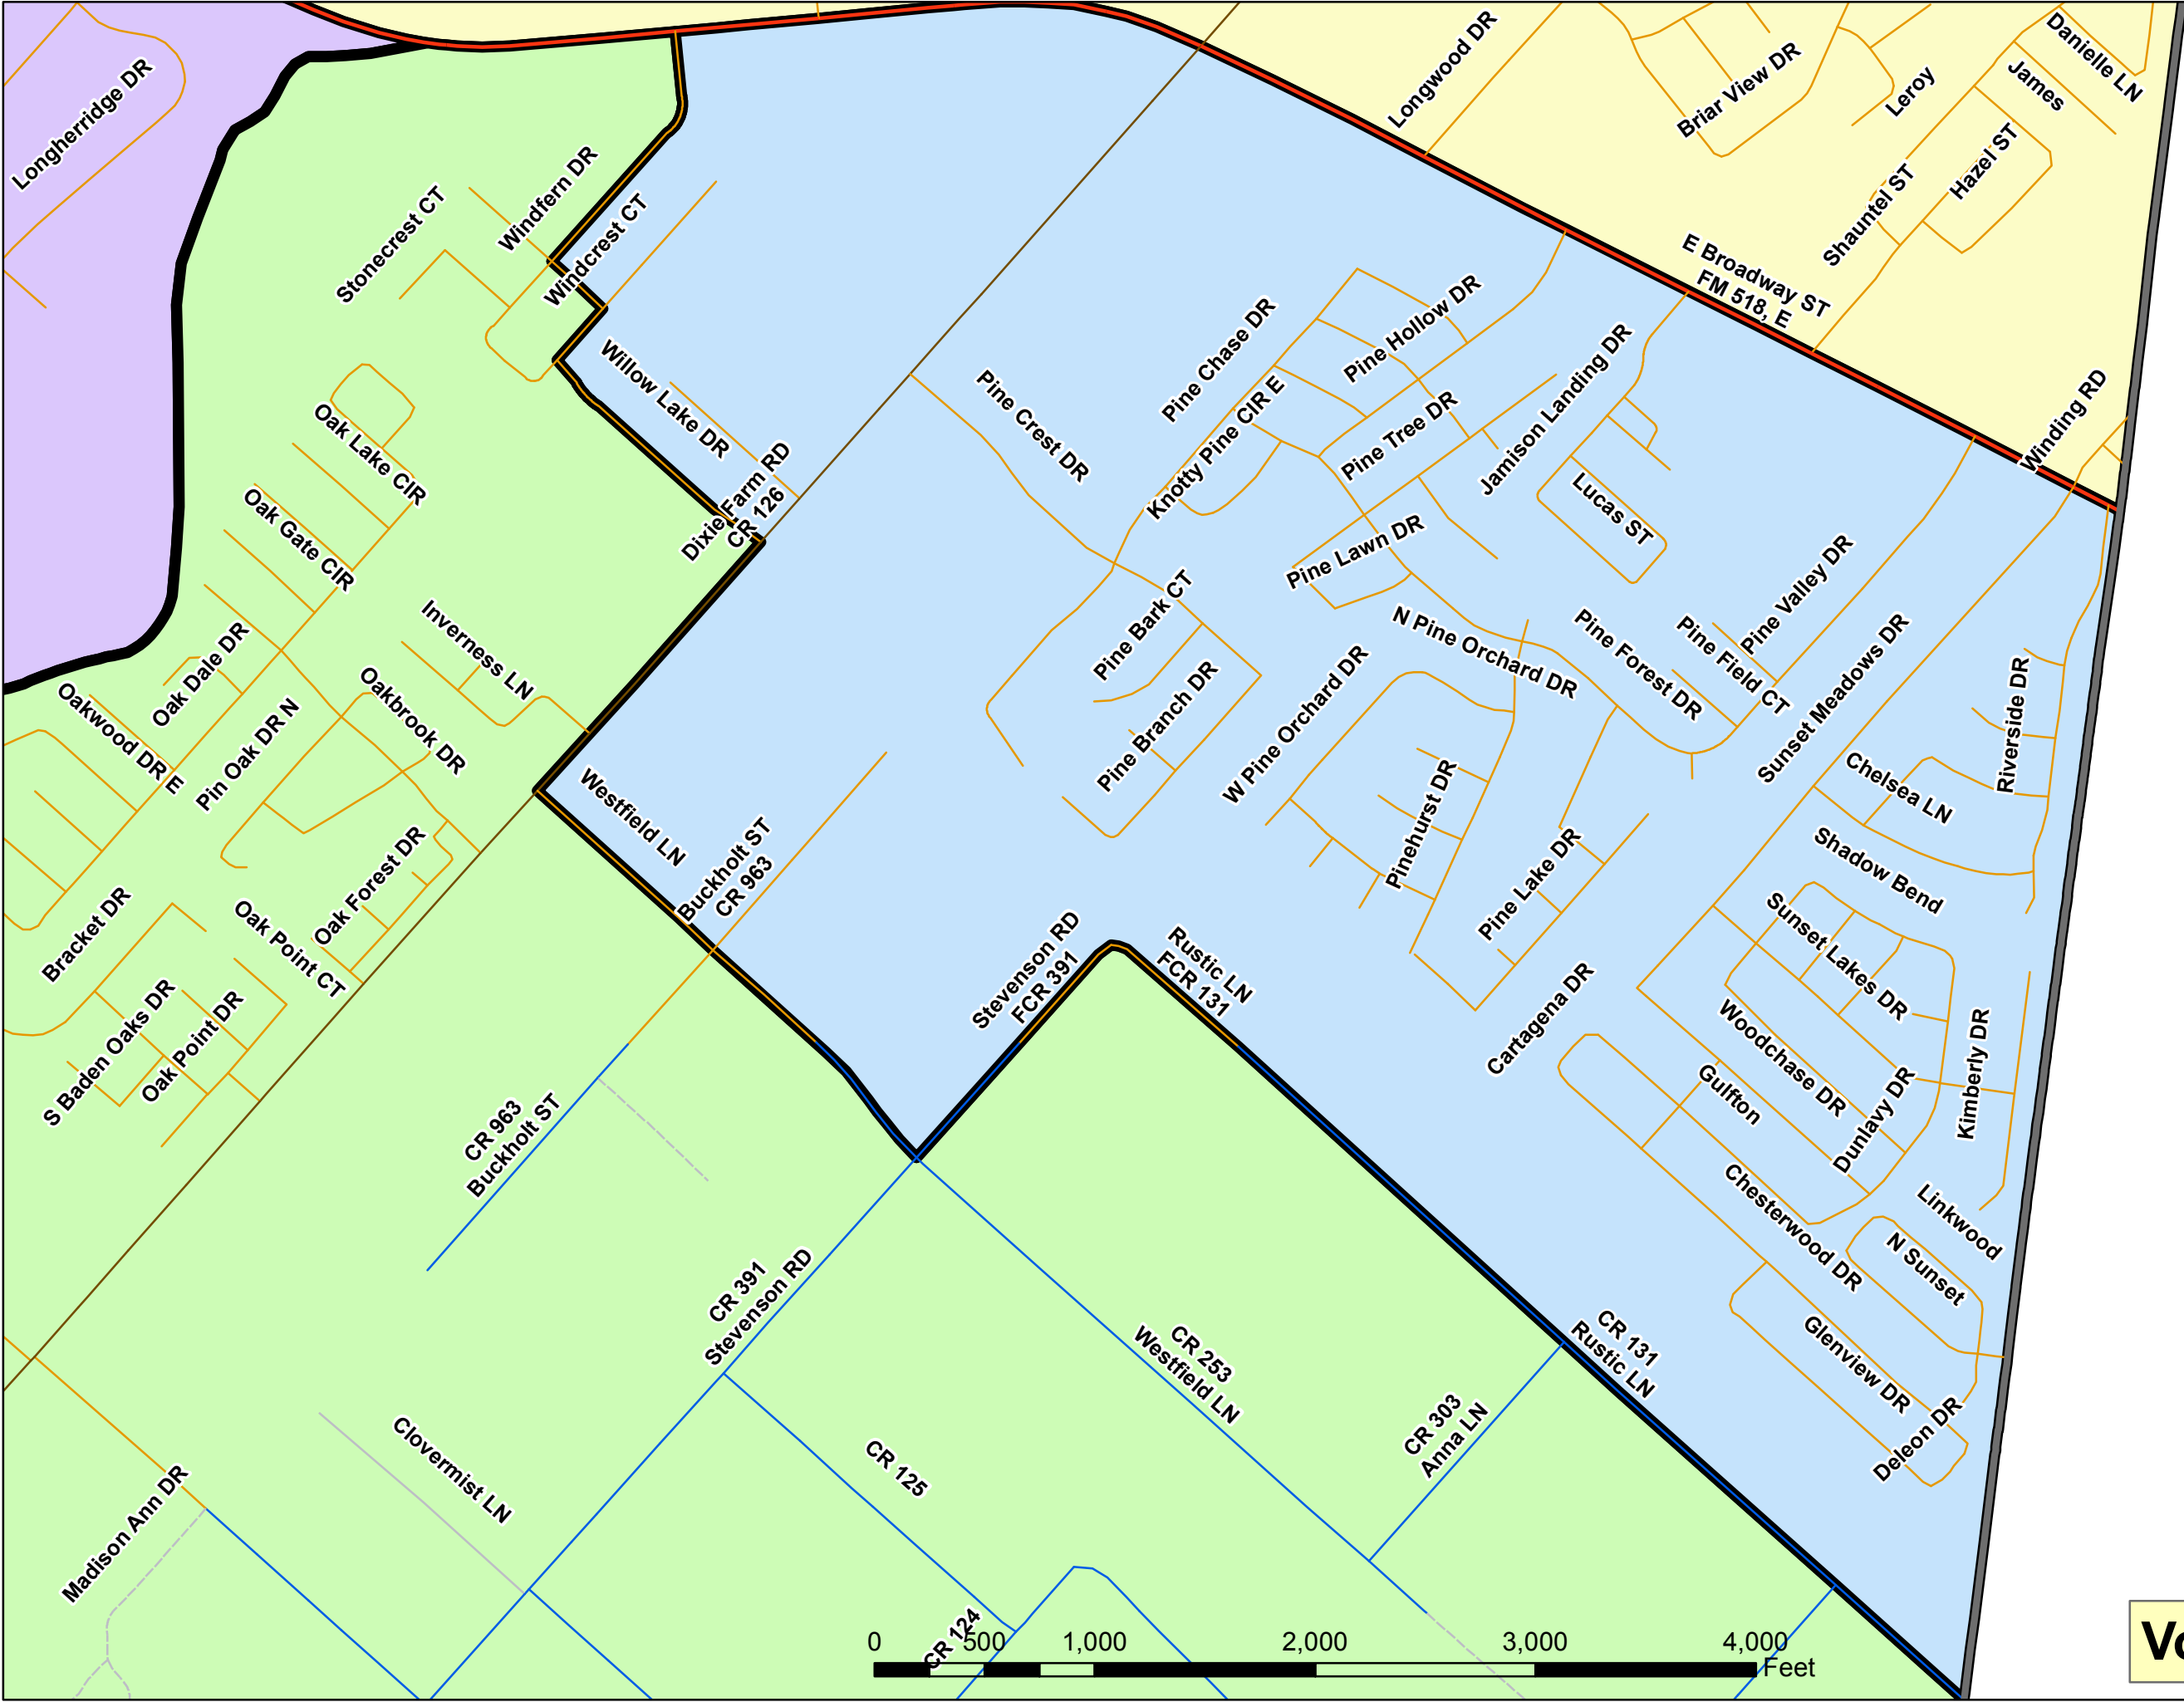 Longherridge DR
Longwood DR
Briar View DR
Leroy
James
Danielle LN
Hazel ST
Shauntel ST
E Broadway ST
FM 518, E
Winding RD
Stonecrest CT
Windfern DR
Windcrest CT
Willow Lake DR
Dixie Farm RD
CR 126
Oak Lake CIR
Oak Gate CIR
Inverness LN
Oak Dale DR
Oakwood DR E
Pin Oak DR N
Oakbrook DR
Oak Forest DR
Oak Point CT
Bracket DR
S Baden Oaks DR
Oak Point DR
Pine Crest DR
Pine Chase DR
Knotty Pine CIR E
Pine Hollow DR
Pine Tree DR
Pine Lawn DR
Jamison Landing DR
Lucas ST
Pine Bark CT
Pine Branch DR
N Pine Orchard DR
W Pine Orchard DR
Pine Forest DR
Pine Field CT
Pine Valley DR
Sunset Meadows DR
Riverside DR
Chelsea LN
Shadow Bend
Pinehurst DR
Pine Lake DR
Westfield LN
Buckholt ST
CR 963
Stevenson RD
FCR 391
Rustic LN
FCR 131
Cartagena DR
Sunset Lakes DR
Woodchase DR
Gulfton
Dunlavy DR
Kimberly DR
Linkwood
N Sunset
Chesterwood DR
Glenview DR
Deleon DR
CR 963
Buckholt ST
CR 391
Stevenson RD
CR 253
Westfield LN
CR 131
Rustic LN
CR 303
Anna LN
CR 125
CR 124
Clovermist LN
Madison Ann DR
0 500 1,000 2,000 3,000 4,000
Feet